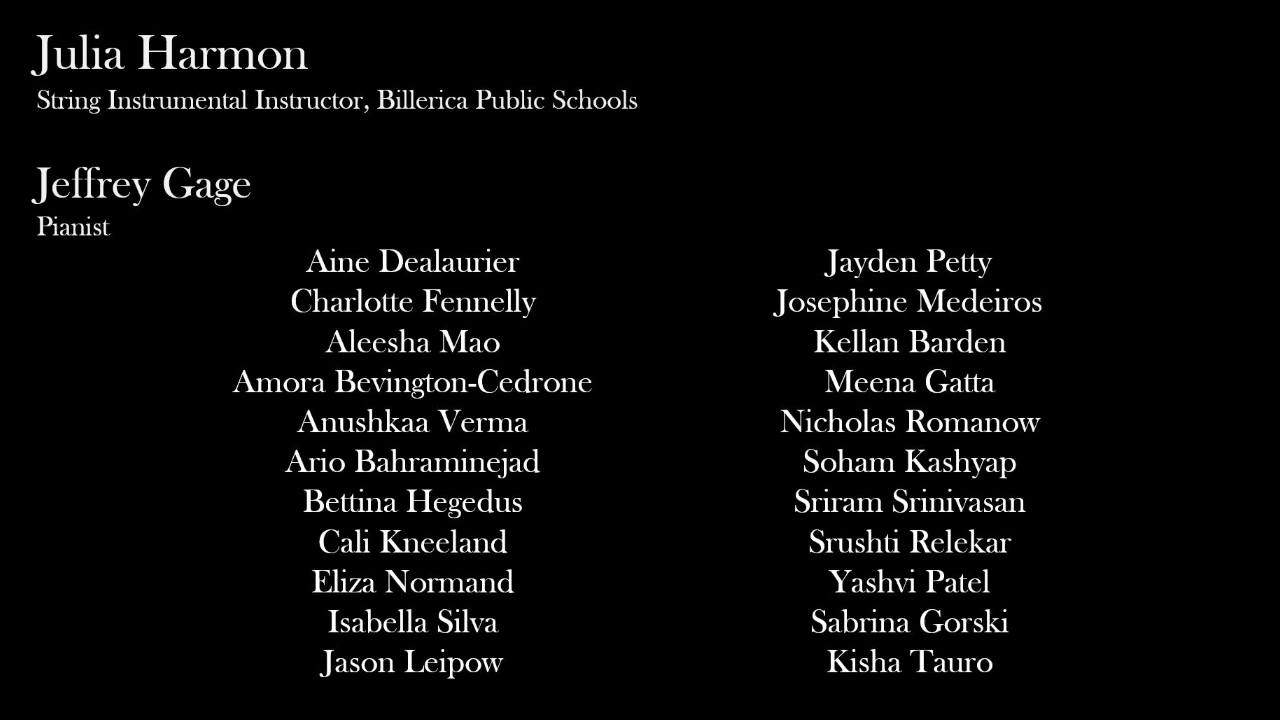 Julia Harmon
String Instrumental Instructor, Billerica Public Schools
Jeffrey Gage
Pianist
Aine Dealaurier
Charlotte Fennelly
Aleesha Mao
Amora Bevington-Cedrone
Anushkaa Verma
Ario Bahraminejad
Bettina Hegedus
Cali Kneeland
Eliza Normand
Isabella Silva
Jason Leipow
Jayden Petty
Josephine Medeiros
Kellan Barden
Meena Gatta
Nicholas Romanow
Soham Kashyap
Sriram Srinivasan
Srushti Relekar
Yashvi Patel
Sabrina Gorski
Kisha Tauro